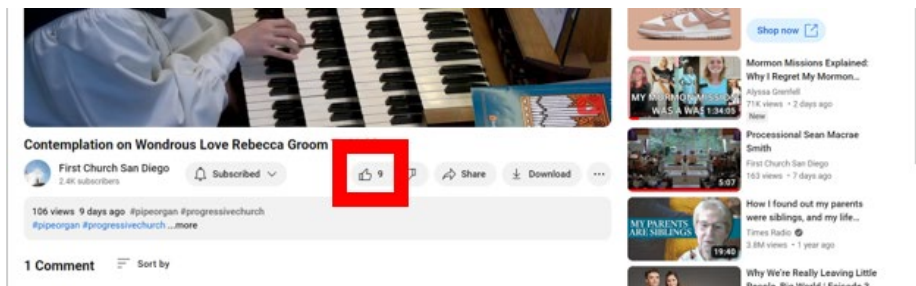 Contemplation on Wondrous Love Rebecca Groom
First Church San Diego
2.4K subscribers
Subscribed
9
Share
Download
106 views 9 days ago #pipeorgan #progressivechurch
#pipeorgan #progressivechurch ...more
1 Comment
Sort by
Shop now
MY MORMON MISSION
WAS A WAS
1:34:05
Mormon Missions Explained:
Why I Regret My Mormon...
Alyssa Grenfell
71K views • 2 days ago
New
5:07
Processional Sean Macrae
Smith
First Church San Diego
163 views • 7 days ago
MY PARENTS
ARE SIBLINGS
19:40
How I found out my parents
were siblings, and my life...
Times Radio
3.8M views • 1 year ago
Why We're Really Leaving Little
People, Big World | Episode 2